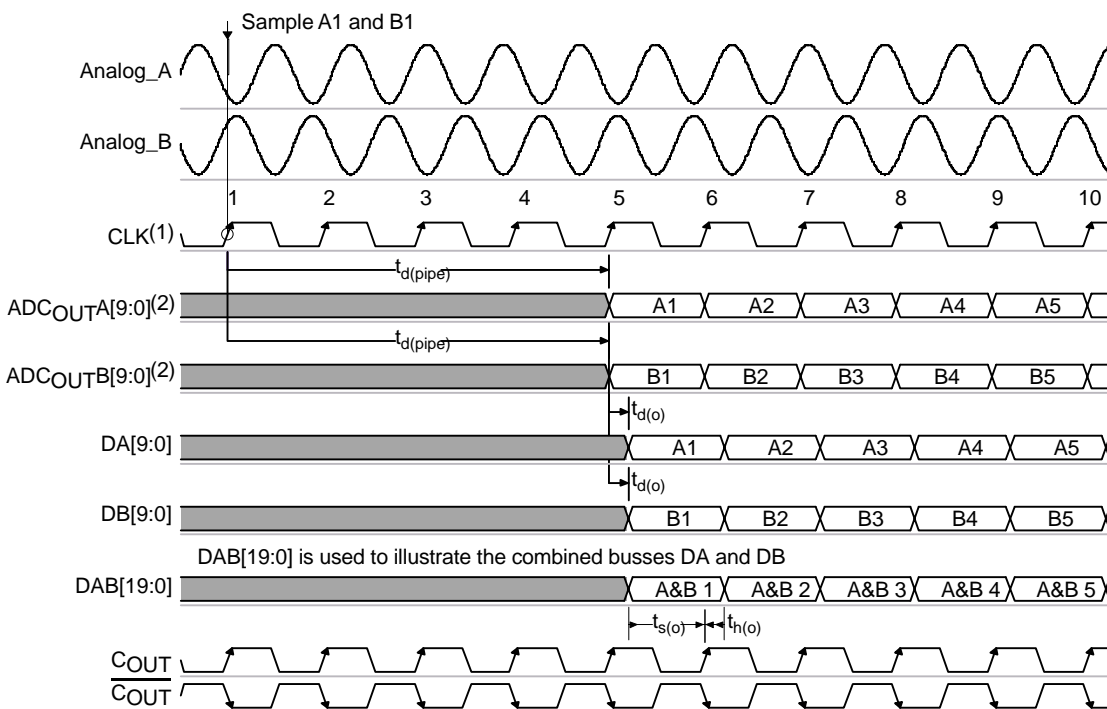 Sample A1 and B1
Analog_A
Analog_B
1 2 3 4 5 6 7 8 9 10
CLK(1)
td(pipe)
ADCOUTA[9:0](2) A1 A2 A3 A4 A5
td(pipe)
ADCOUTB[9:0](2) B1 B2 B3 B4 B5
td(o)
DA[9:0] A1 A2 A3 A4 A5
td(o)
DB[9:0] B1 B2 B3 B4 B5
DAB[19:0] is used to illustrate the combined busses DA and DB
DAB[19:0] A&B 1 A&B 2 A&B 3 A&B 4 A&B 5
ts(o) th(o)
COUT
COUT